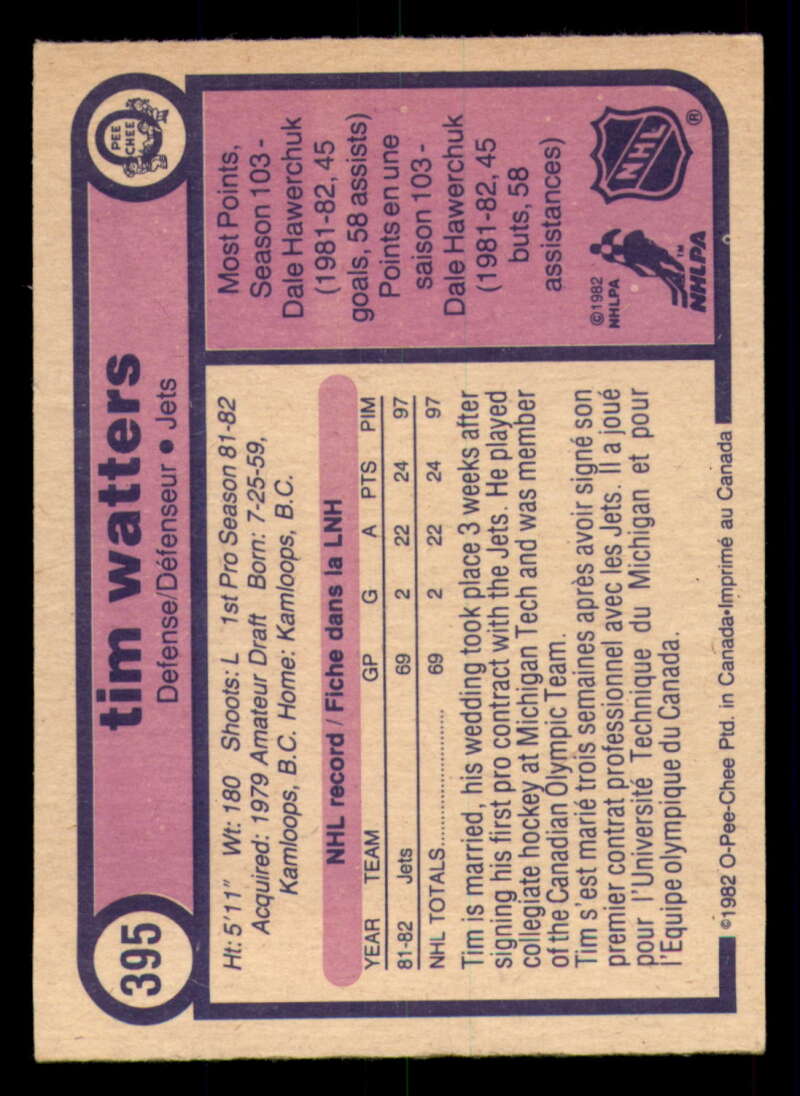 395
tim watters
Defense/Défenseur • Jets
O
PEE
CHEE
Ht: 5'11" Wt: 180 Shoots: L 1st Pro Season 81-82
Acquired: 1979 Amateur Draft Born: 7-25-59,
Kamloops, B.C. Home: Kamloops, B.C.
NHL record / Fiche dans la LNH
YEAR TEAM GP G A PTS PIM
81-82 Jets 69 2 22 24 97
NHL TOTALS................ 69 2 22 24 97
Tim is married, his wedding took place 3 weeks after
signing his first pro contract with the Jets. He played
collegiate hockey at Michigan Tech and was member
of the Canadian Olympic Team.
Tim s'est marié trois semaines après avoir signé son
premier contrat professionnel avec les Jets. Il a joué
pour l'Université Technique du Michigan et pour
l'Equipe olympique du Canada.
©1982 O-Pee-Chee Ptd. in Canada•Imprimé au Canada
Most Points,
Season 103 -
Dale Hawerchuk
(1981-82, 45
goals, 58 assists)
Points en une
saison 103 -
Dale Hawerchuk
(1981-82, 45
buts, 58
assistances)
©1982
NHLPA
NHLPA
TM
NHL
®